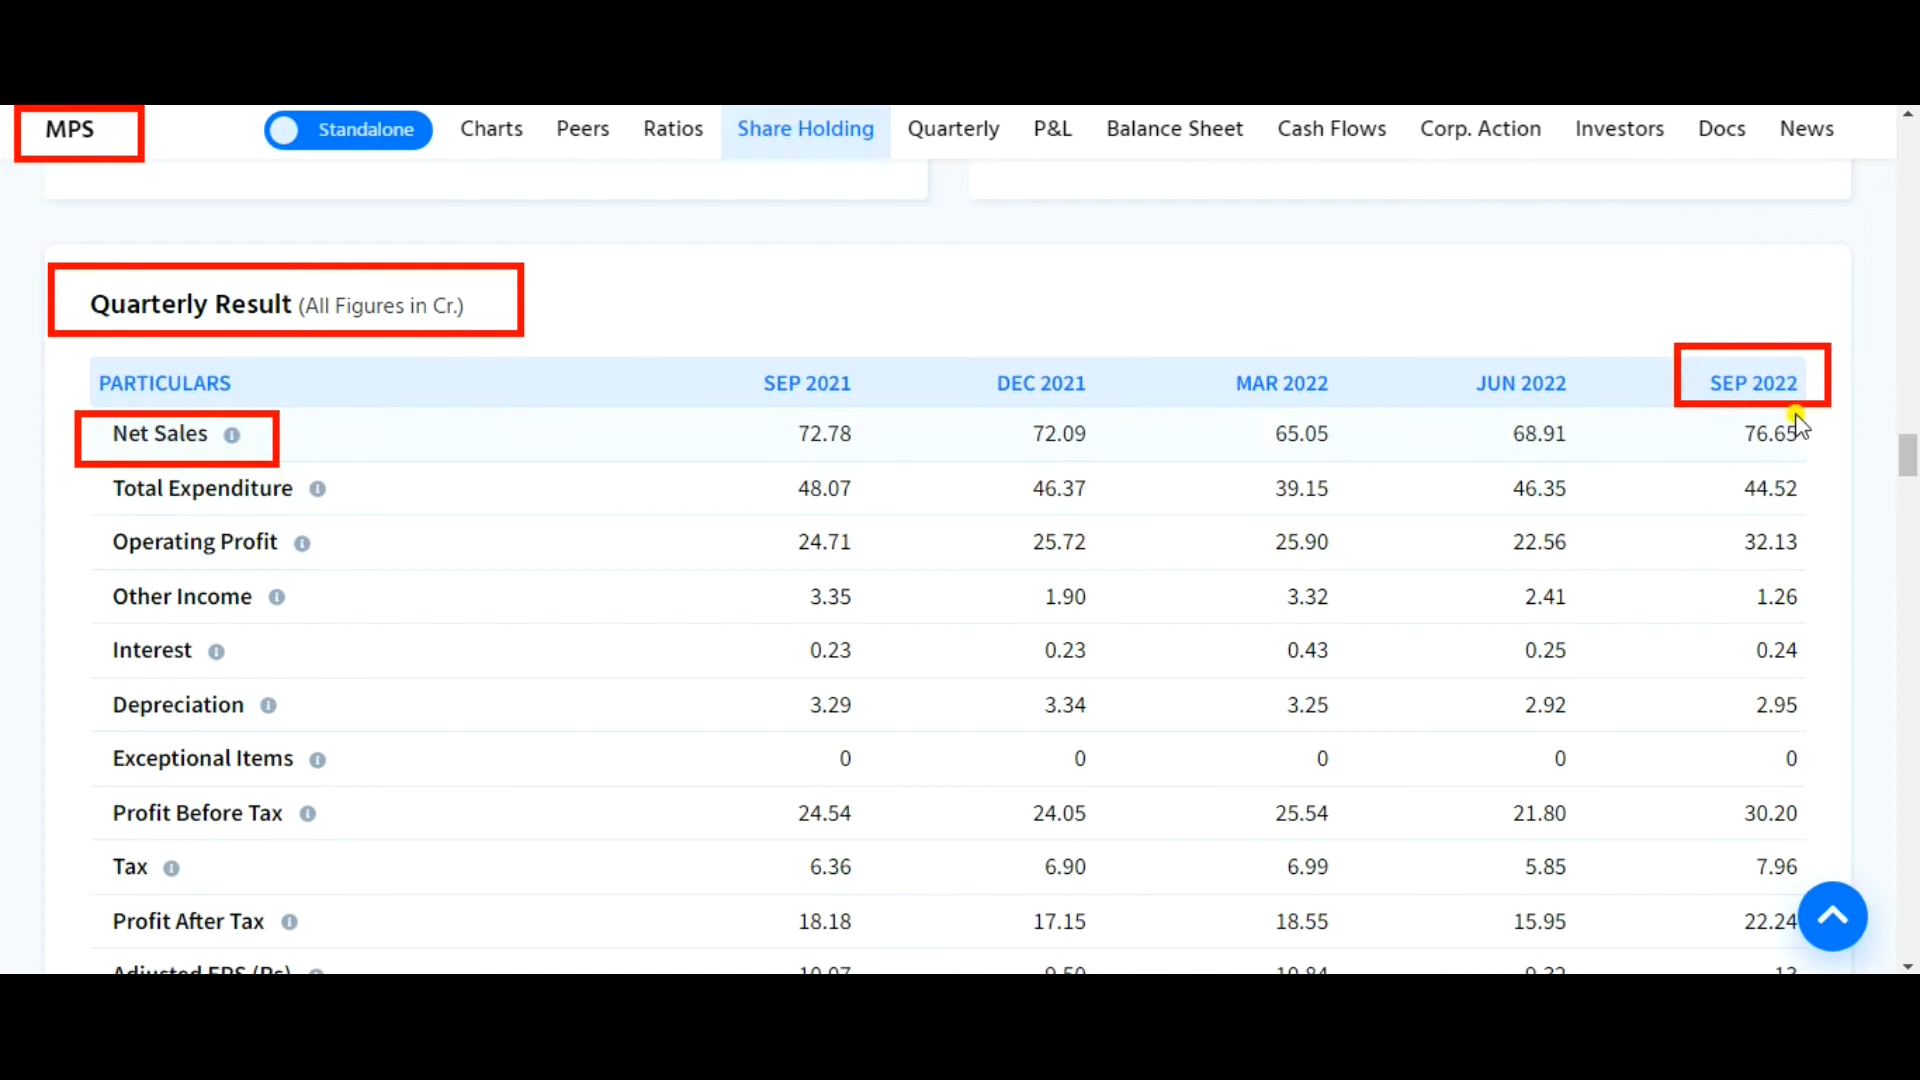 MPS Standalone Charts Peers Ratios Share Holding Quarterly P&L Balance Sheet Cash Flows Corp. Action Investors Docs News
Quarterly Result (All Figures in Cr.)
PARTICULARS SEP 2021 DEC 2021 MAR 2022 JUN 2022 SEP 2022
Net Sales 72.78 72.09 65.05 68.91 76.65
Total Expenditure 48.07 46.37 39.15 46.35 44.52
Operating Profit 24.71 25.72 25.90 22.56 32.13
Other Income 3.35 1.90 3.32 2.41 1.26
Interest 0.23 0.23 0.43 0.25 0.24
Depreciation 3.29 3.34 3.25 2.92 2.95
Exceptional Items 0 0 0 0 0
Profit Before Tax 24.54 24.05 25.54 21.80 30.20
Tax 6.36 6.90 6.99 5.85 7.96
Profit After Tax 18.18 17.15 18.55 15.95 22.24
Adjusted EPS (Rs)